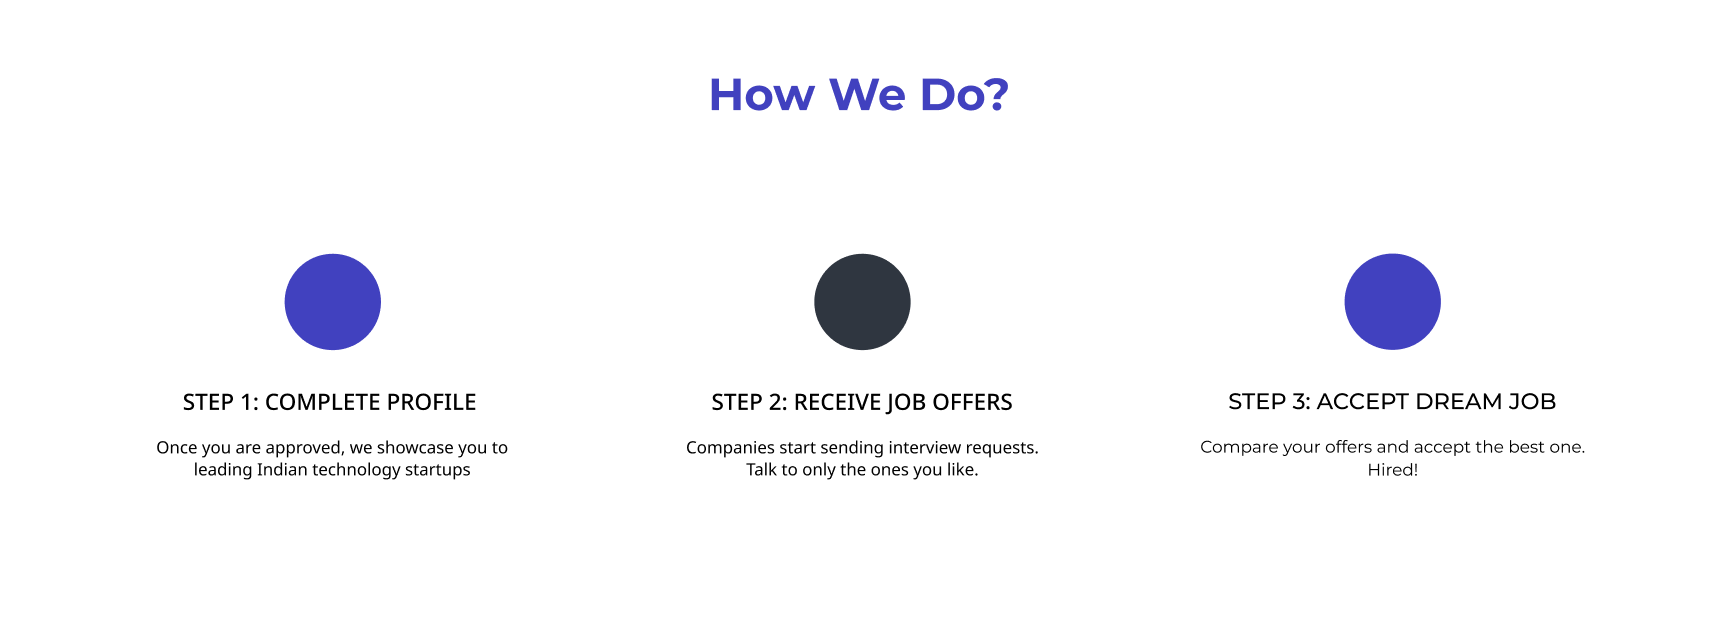 How We Do?
STEP 1: COMPLETE PROFILE
Once you are approved, we showcase you to
leading Indian technology startups
STEP 2: RECEIVE JOB OFFERS
Companies start sending interview requests.
Talk to only the ones you like.
STEP 3: ACCEPT DREAM JOB
Compare your offers and accept the best one.
Hired!